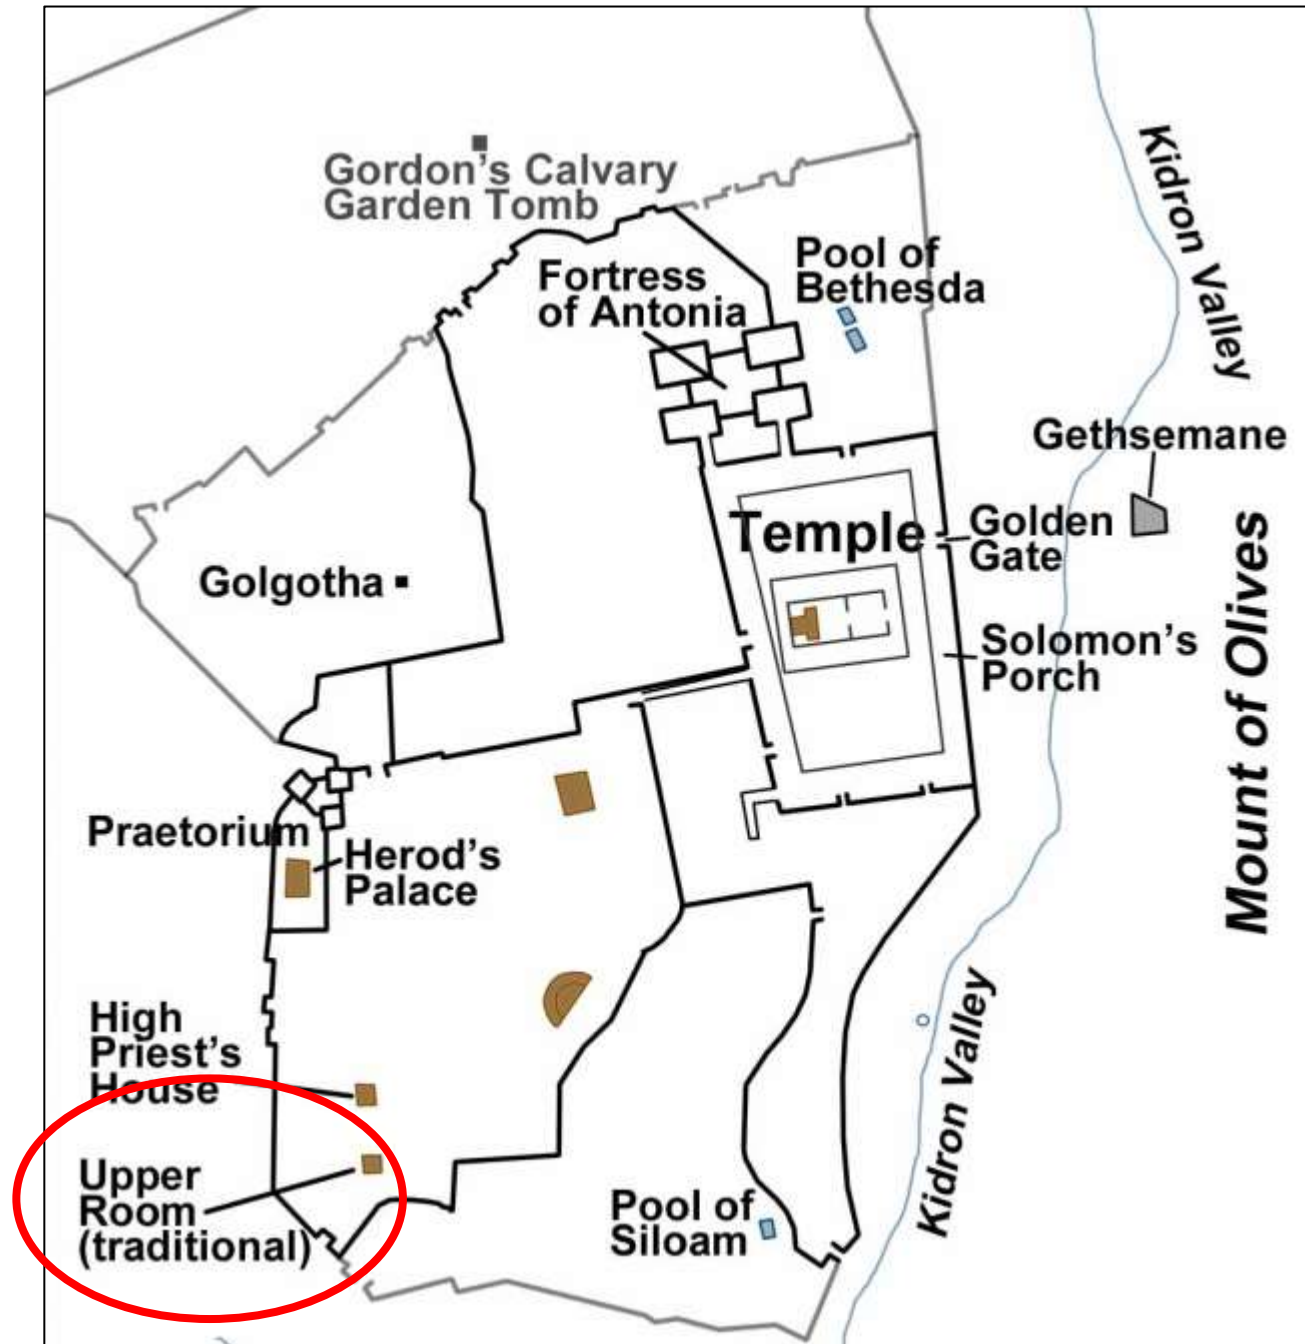 Gordon's Calvary
Garden Tomb
Kidron Valley
Pool of
Bethesda
Fortress
of Antonia
Gethsemane
Temple
Golden
Gate
Golgotha
Solomon's
Porch
Mount of Olives
Praetorium
Herod's
Palace
High
Priest's
House
Kidron Valley
Upper
Room
(traditional)
Pool of
Siloam